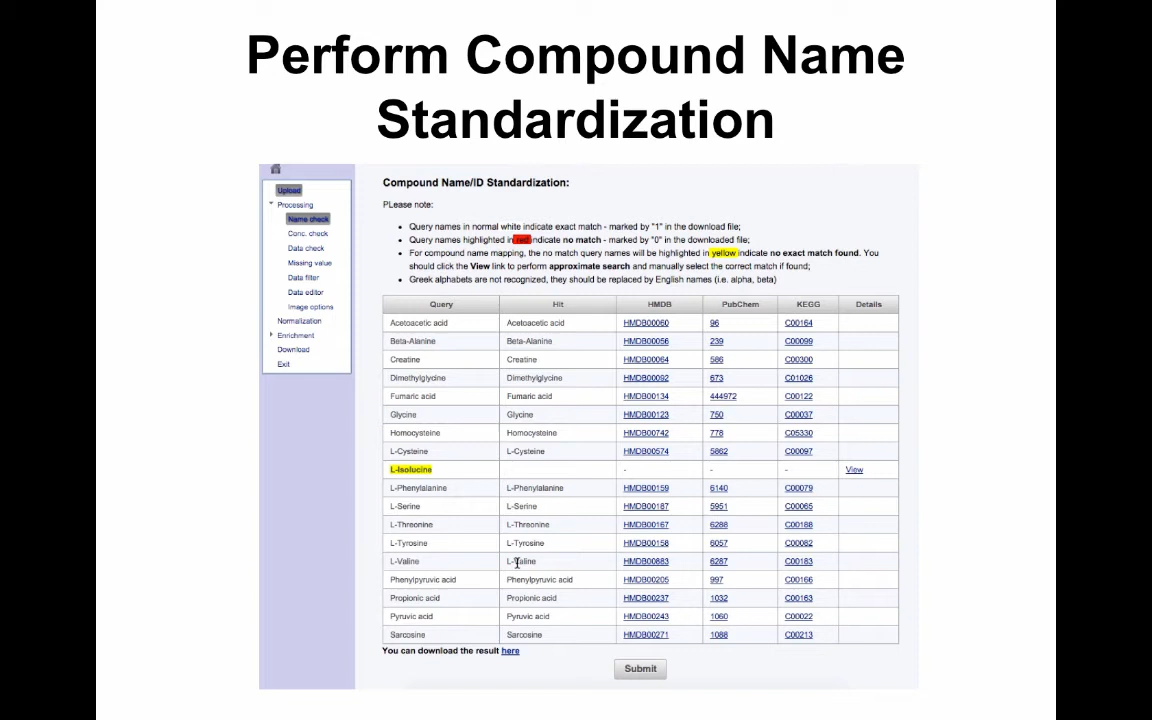 Perform Compound Name
Standardization
Upload
Processing
Name check
Conc. check
Data check
Missing value
Data filter
Data editor
Image options
Normalization
Enrichment
Download
Exit
Compound Name/ID Standardization:
PLease note:
Query names in normal white indicate exact match - marked by "1" in the download file;
Query names highlighted in red indicate no match - marked by "0" in the downloaded file;
For compound name mapping, the no match query names will be highlighted in yellow indicate no exact match found. You
should click the View link to perform approximate search and manually select the correct match if found;
Greek alphabets are not recognized, they should be replaced by English names (i.e. alpha, beta)
Query Hit HMDB PubChem KEGG Details
Acetoacetic acid Acetoacetic acid HMDB00060 96 C00164
Beta-Alanine Beta-Alanine HMDB00056 239 C00099
Creatine Creatine HMDB00064 586 C00300
Dimethylglycine Dimethylglycine HMDB00092 673 C01026
Fumaric acid Fumaric acid HMDB00134 444972 C00122
Glycine Glycine HMDB00123 750 C00037
Homocysteine Homocysteine HMDB00742 778 C05330
L-Cysteine L-Cysteine HMDB00574 5862 C00097
L-Isolucine - - - View
L-Phenylalanine L-Phenylalanine HMDB00159 6140 C00079
L-Serine L-Serine HMDB00187 5951 C00065
L-Threonine L-Threonine HMDB00167 6288 C00188
L-Tyrosine L-Tyrosine HMDB00158 6057 C00082
L-Valine L-Valine HMDB00883 6287 C00183
Phenylpyruvic acid Phenylpyruvic acid HMDB00205 997 C00166
Propionic acid Propionic acid HMDB00237 1032 C00163
Pyruvic acid Pyruvic acid HMDB00243 1060 C00022
Sarcosine Sarcosine HMDB00271 1088 C00213
You can download the result here
Submit